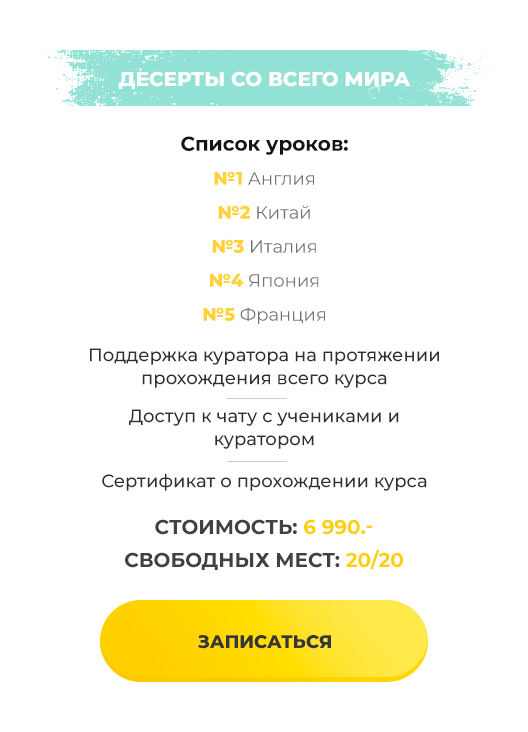 ДЕСЕРТЫ СО ВСЕГО МИРА
Список уроков:
№1 Англия
№2 Китай
№3 Италия
№4 Япония
№5 Франция
Поддержка куратора на протяжении
прохождения всего курса
Доступ к чату с учениками и
куратором
Сертификат о прохождении курса
СТОИМОСТЬ: 6 990.-
СВОБОДНЫХ МЕСТ: 20/20
ЗАПИСАТЬСЯ